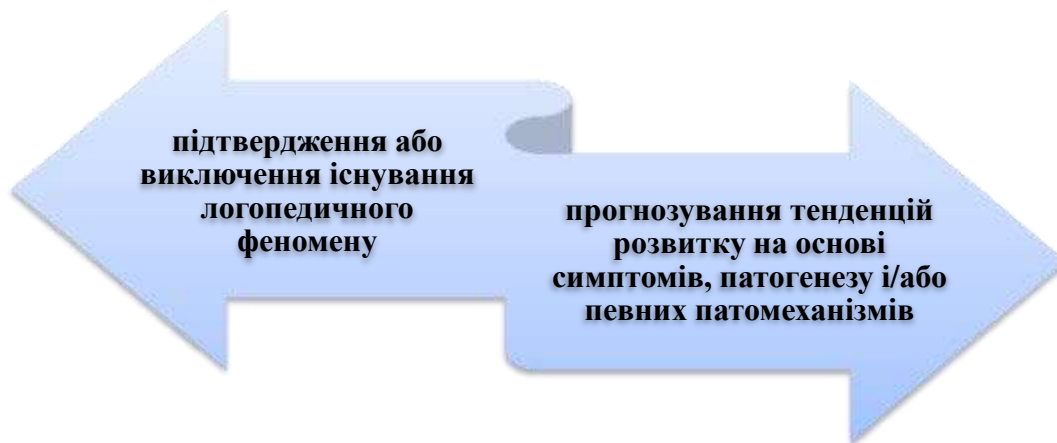 підтвердження або
виключення існування
логопедичного
феномену
прогнозування тенденцій
розвитку на основі
симптомів, патогенезу і/або
певних патомеханізмів